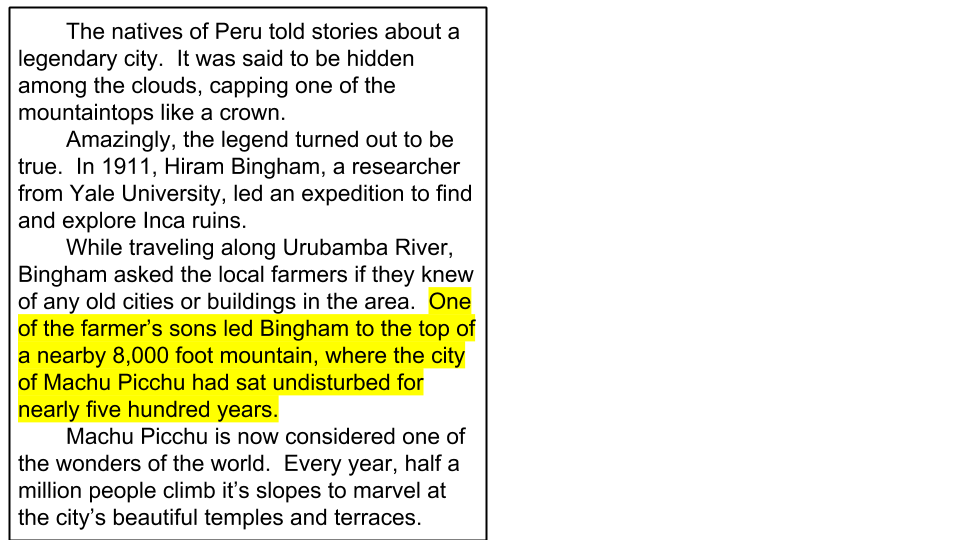 The natives of Peru told stories about a
legendary city.  It was said to be hidden
among the clouds, capping one of the
mountaintops like a crown.
Amazingly, the legend turned out to be
true.  In 1911, Hiram Bingham, a researcher
from Yale University, led an expedition to find
and explore Inca ruins.
While traveling along Urubamba River,
Bingham asked the local farmers if they knew
of any old cities or buildings in the area.  One
of the farmer’s sons led Bingham to the top of
a nearby 8,000 foot mountain, where the city
of Machu Picchu had sat undisturbed for
nearly five hundred years.
Machu Picchu is now considered one of
the wonders of the world.  Every year, half a
million people climb it’s slopes to marvel at
the city’s beautiful temples and terraces.